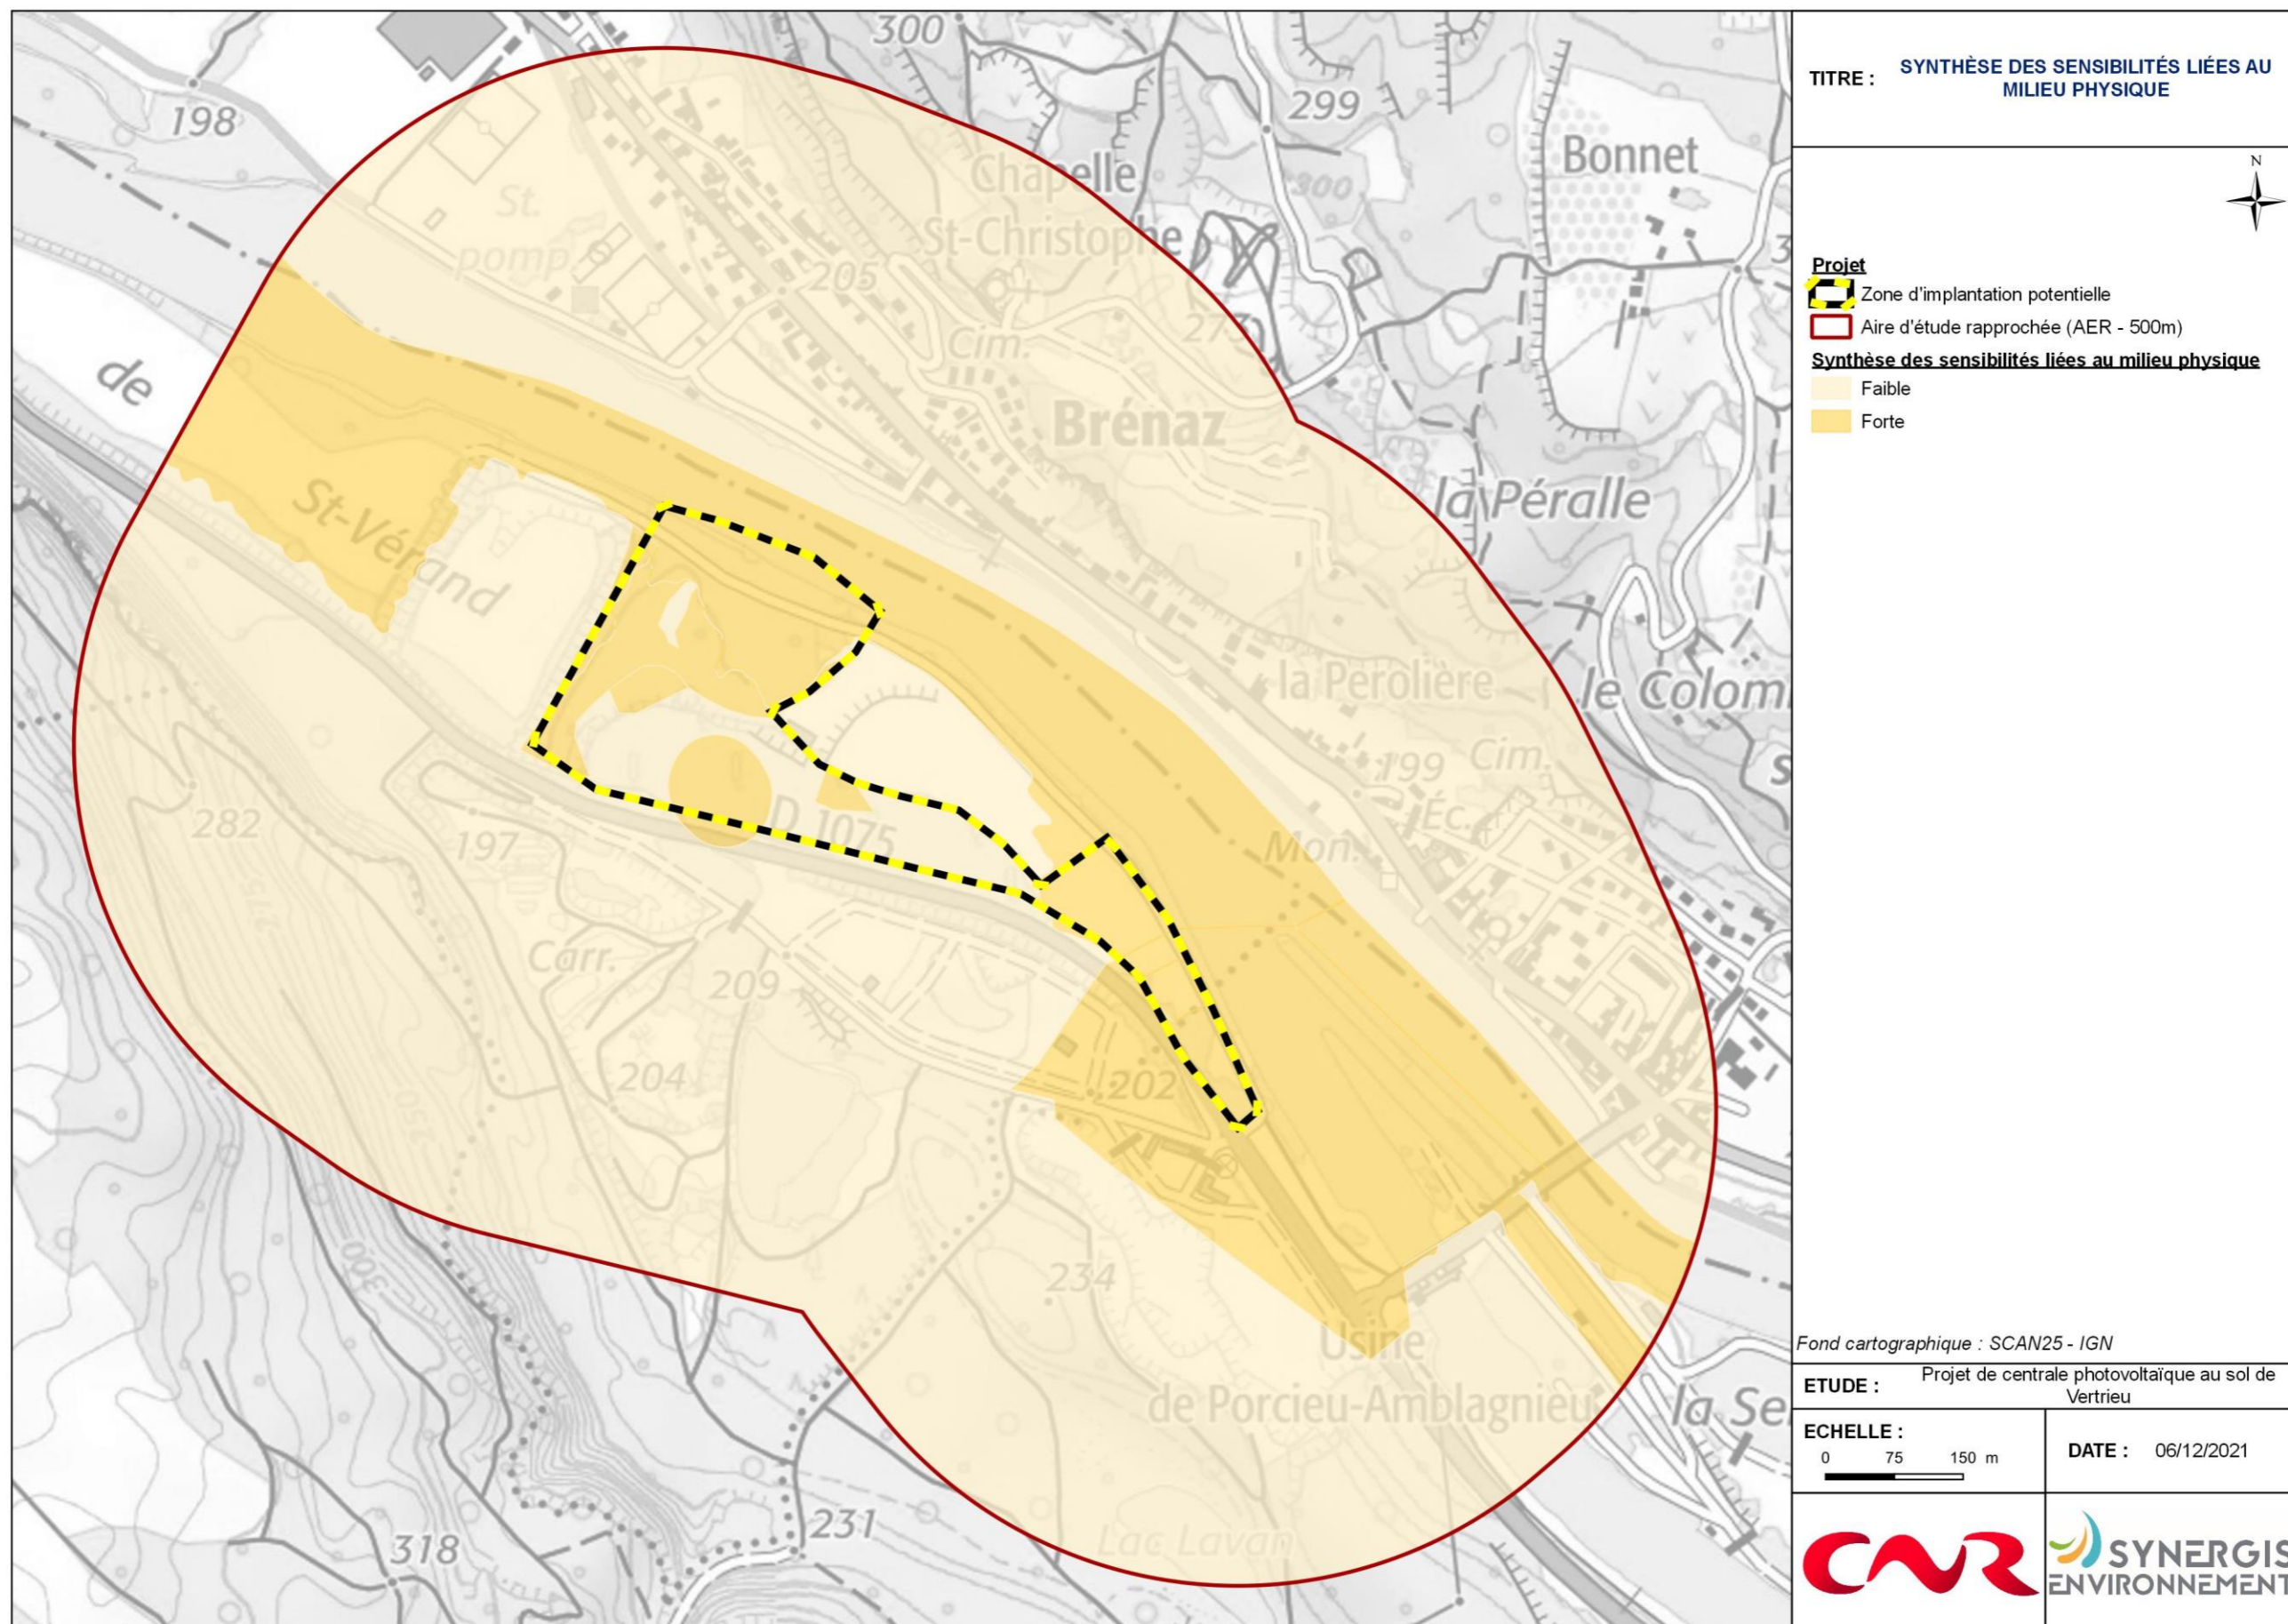 300
198
299
Bonnet
Chapelle
St-Christophe
300
St.
pomp.
205
Cim.
de
Brénaz
la Péralle
St-Vérand
la Perolière
le Colom
199
Cim.
Éc.
Mon.
282
197
D 1075
Carr.
209
204
202
300
234
Usine
de Porcieu-Amblagnieu
la Se
231
318
Lac Lavan
TITRE : SYNTHÈSE DES SENSIBILITÉS LIÉES AU
MILIEU PHYSIQUE
N
Projet
Zone d'implantation potentielle
Aire d'étude rapprochée (AER - 500m)
Synthèse des sensibilités liées au milieu physique
Faible
Forte
Fond cartographique : SCAN25 - IGN
ETUDE : Projet de centrale photovoltaïque au sol de
Vertrieu
ECHELLE :
0 75 150 m
DATE : 06/12/2021
CNR
SYNERGIS
ENVIRONNEMENT